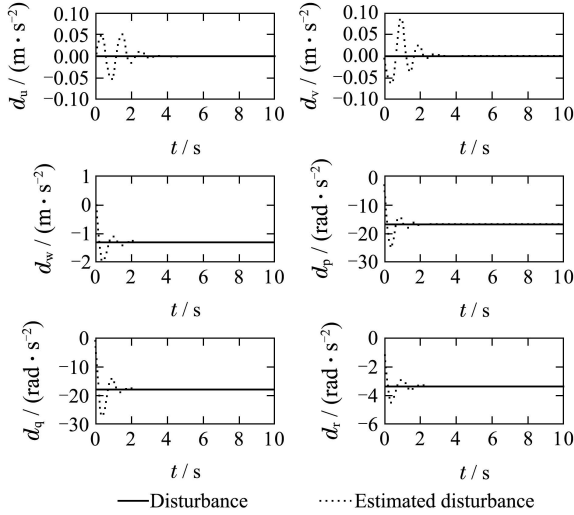 d_u / (m · s⁻²)
0.10
0.05
0.00
−0.05
−0.10
0 2 4 6 8 10
t / s
d_v / (m · s⁻²)
0.10
0.05
0.00
−0.05
−0.10
0 2 4 6 8 10
t / s
d_w / (m · s⁻²)
1
0
−1
−2
0 2 4 6 8 10
t / s
d_p / (rad · s⁻²)
0
−10
−20
−30
0 2 4 6 8 10
t / s
d_q / (rad · s⁻²)
0
−10
−20
−30
0 2 4 6 8 10
t / s
d_r / (rad · s⁻²)
0
−2
−4
−6
0 2 4 6 8 10
t / s
Disturbance Estimated disturbance